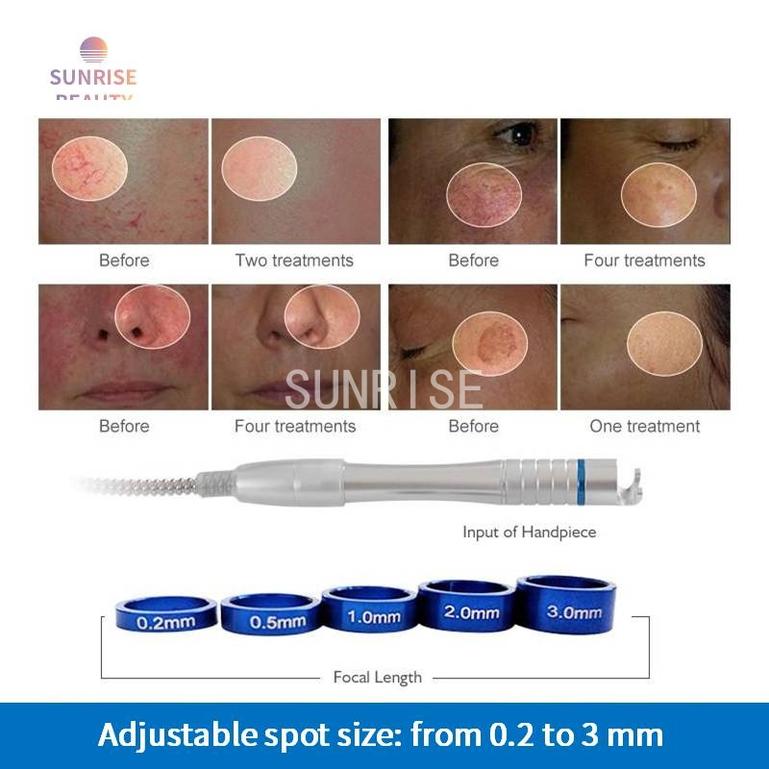 SUNRISE
BEAUTY
Before
Two treatments
Before
Four treatments
SUNRISE
Before
Four treatments
Before
One treatment
Input of Handpiece
0.2mm
0.5mm
1.0mm
2.0mm
3.0mm
Focal Length
Adjustable spot size: from 0.2 to 3 mm